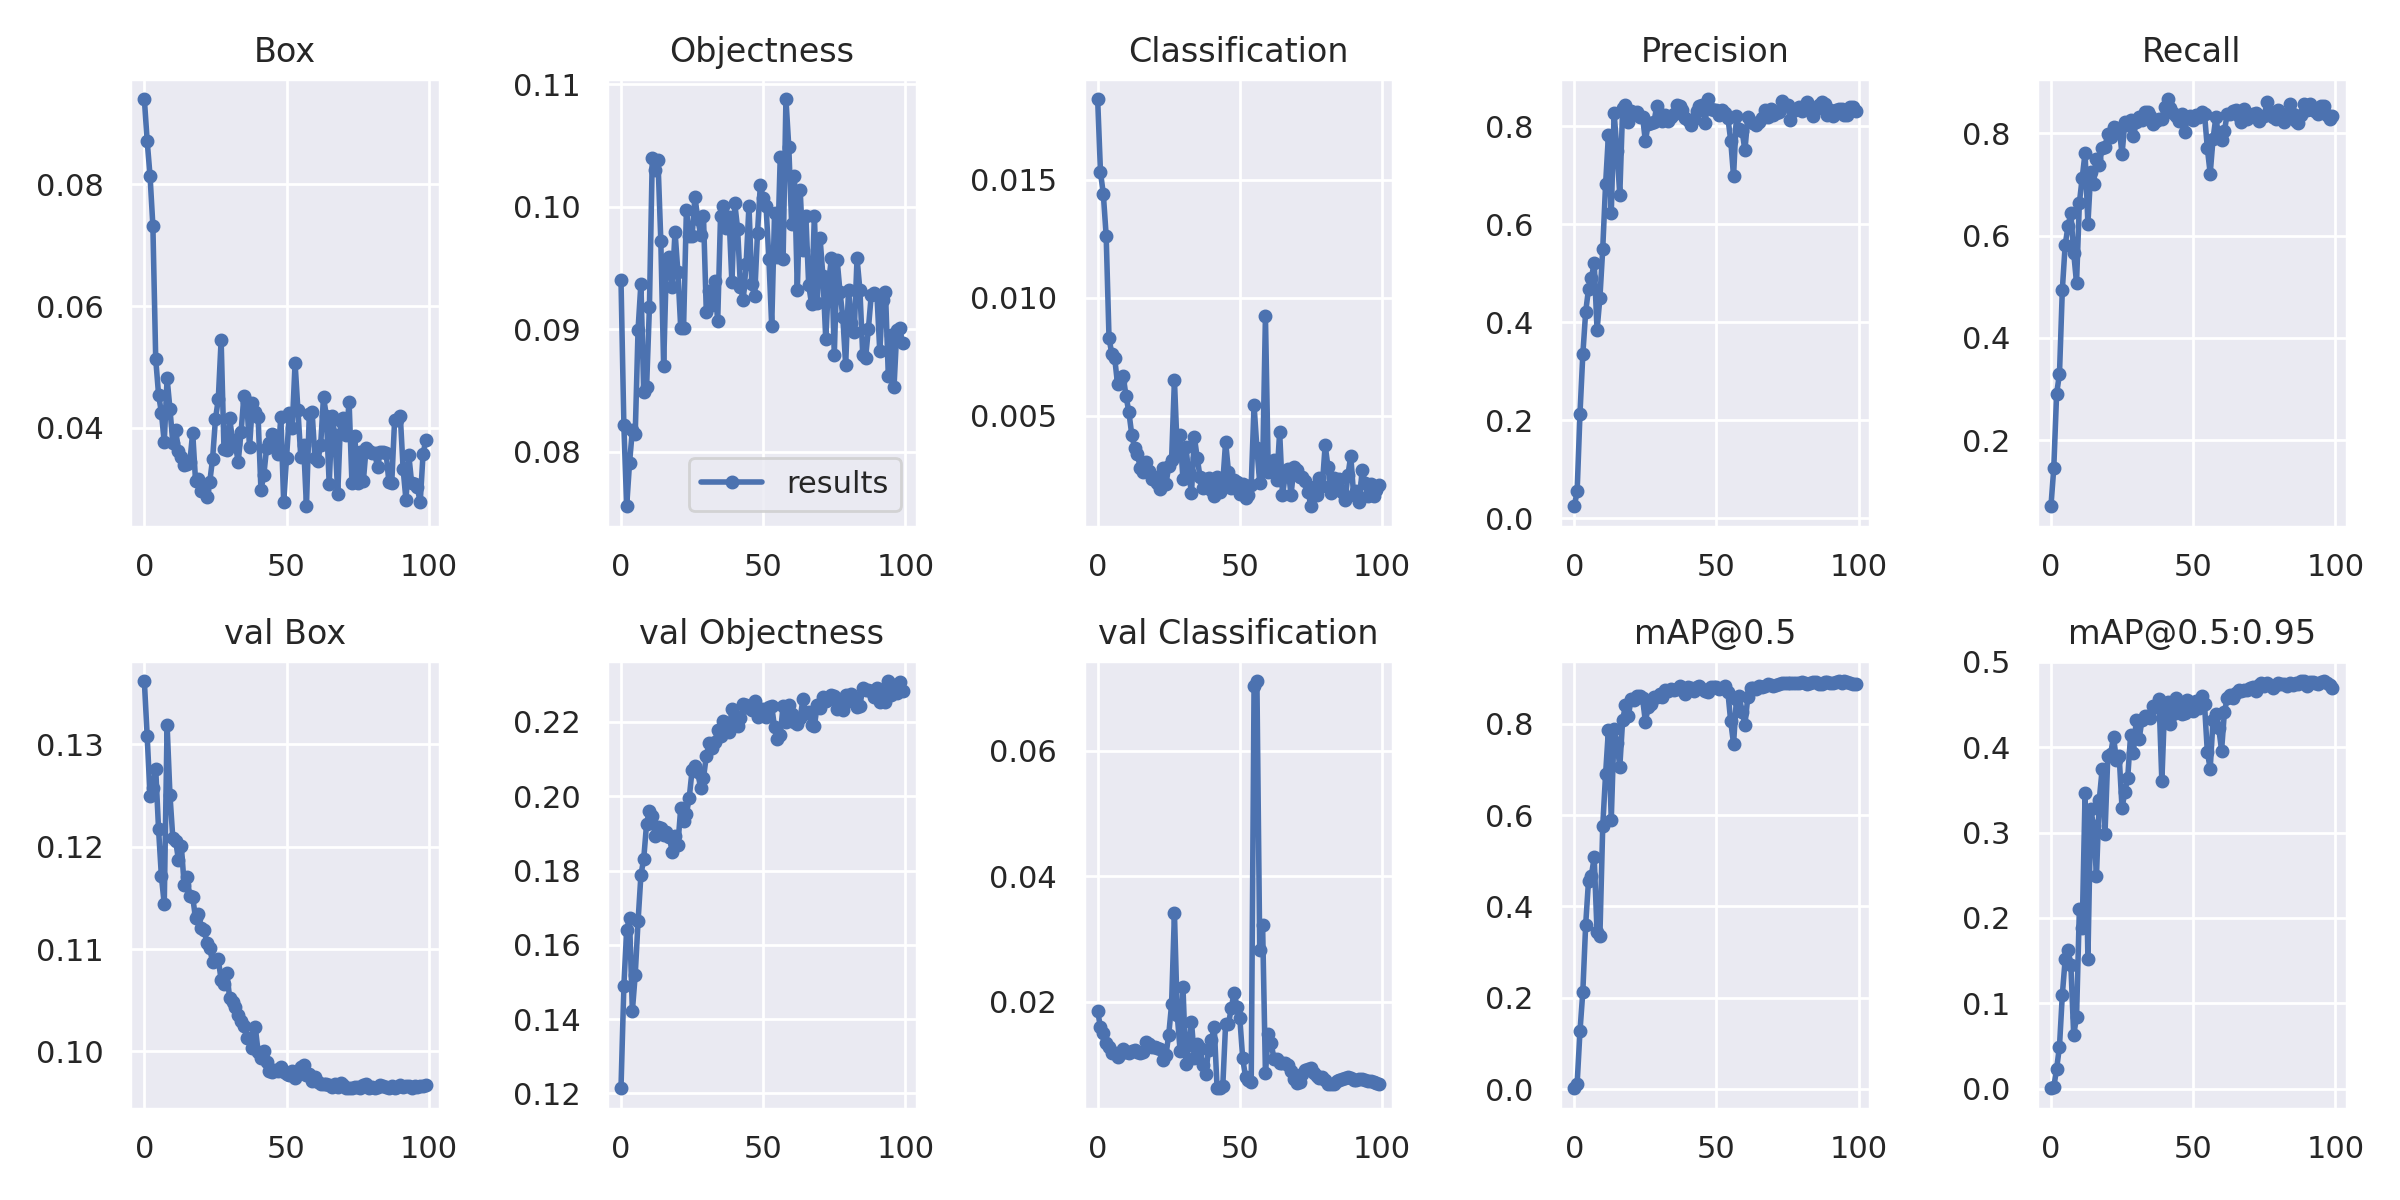 Box
Objectness
Classification
Precision
Recall
0.08
0.06
0.04
0 50 100
0.11
0.10
0.09
0.08
results
0 50 100
0.015
0.010
0.005
0 50 100
0.8
0.6
0.4
0.2
0.0
0 50 100
0.8
0.6
0.4
0.2
0 50 100
val Box
val Objectness
val Classification
mAP@0.5
mAP@0.5:0.95
0.13
0.12
0.11
0.10
0 50 100
0.22
0.20
0.18
0.16
0.14
0.12
0 50 100
0.06
0.04
0.02
0 50 100
0.8
0.6
0.4
0.2
0.0
0 50 100
0.5
0.4
0.3
0.2
0.1
0.0
0 50 100